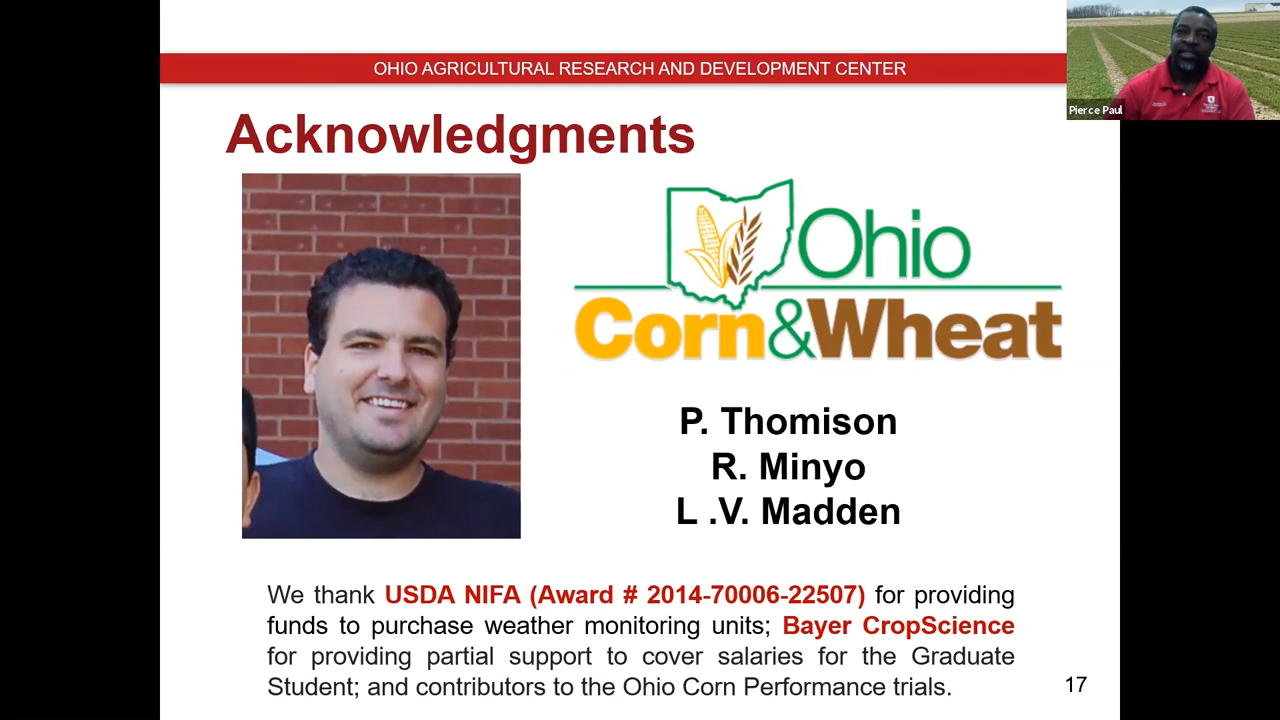 OHIO AGRICULTURAL RESEARCH AND DEVELOPMENT CENTER
Pierce Paul
Acknowledgments
Ohio
Corn&Wheat
P. Thomison
R. Minyo
L .V. Madden
We thank USDA NIFA (Award # 2014-70006-22507) for providing
funds to purchase weather monitoring units; Bayer CropScience
for providing partial support to cover salaries for the Graduate
Student; and contributors to the Ohio Corn Performance trials.
17